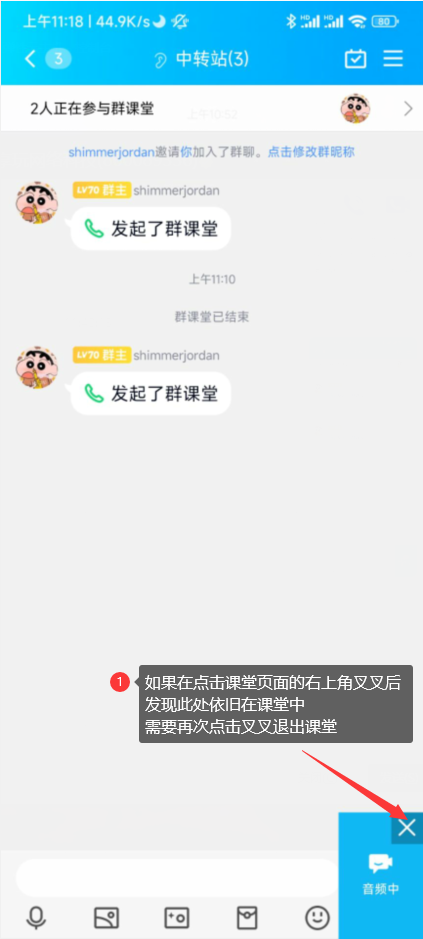 上午11:18 | 44.9K/s
80
3
中转站(3)
2人正在参与群课堂
上午10:52
shimmerjordan邀请你加入了群聊。点击修改群昵称
LV70 群主 shimmerjordan
发起了群课堂
上午11:10
群课堂已结束
LV70 群主 shimmerjordan
发起了群课堂
1 如果在点击课堂页面的右上角叉叉后
发现此处依旧在课堂中
需要再次点击叉叉退出课堂
音频中